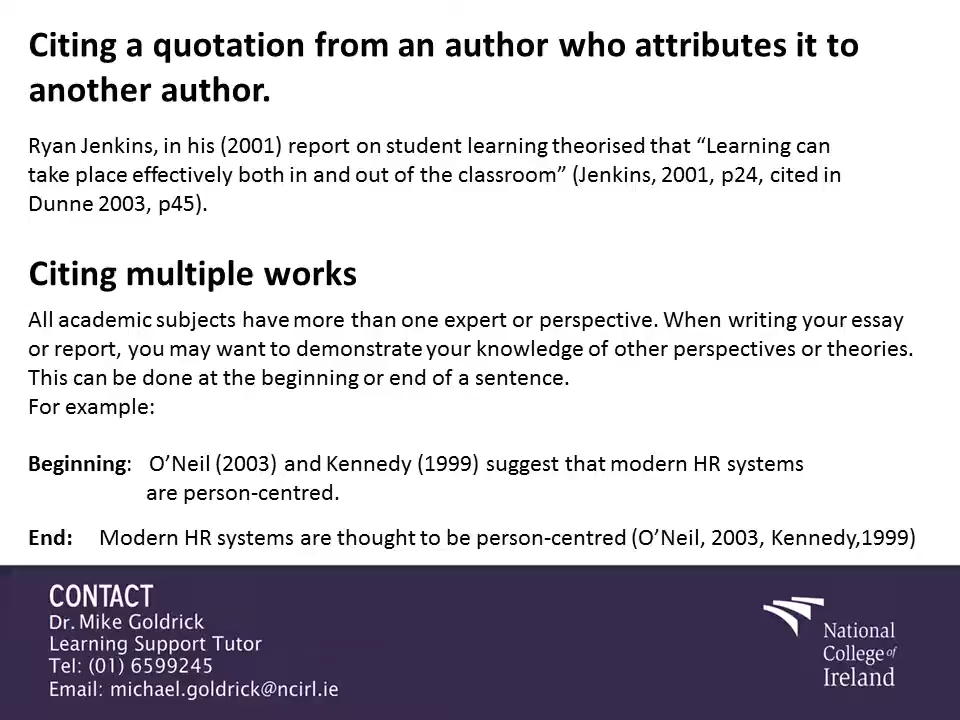 Citing a quotation from an author who attributes it to
another author.
Ryan Jenkins, in his (2001) report on student learning theorised that “Learning can
take place effectively both in and out of the classroom” (Jenkins, 2001, p24, cited in
Dunne 2003, p45).
Citing multiple works
All academic subjects have more than one expert or perspective. When writing your essay
or report, you may want to demonstrate your knowledge of other perspectives or theories.
This can be done at the beginning or end of a sentence.
For example:
Beginning: O’Neil (2003) and Kennedy (1999) suggest that modern HR systems
are person-centred.
End: Modern HR systems are thought to be person-centred (O’Neil, 2003, Kennedy,1999)
CONTACT
Dr. Mike Goldrick
Learning Support Tutor
Tel: (01) 6599245
Email: michael.goldrick@ncirl.ie
National
College of
Ireland